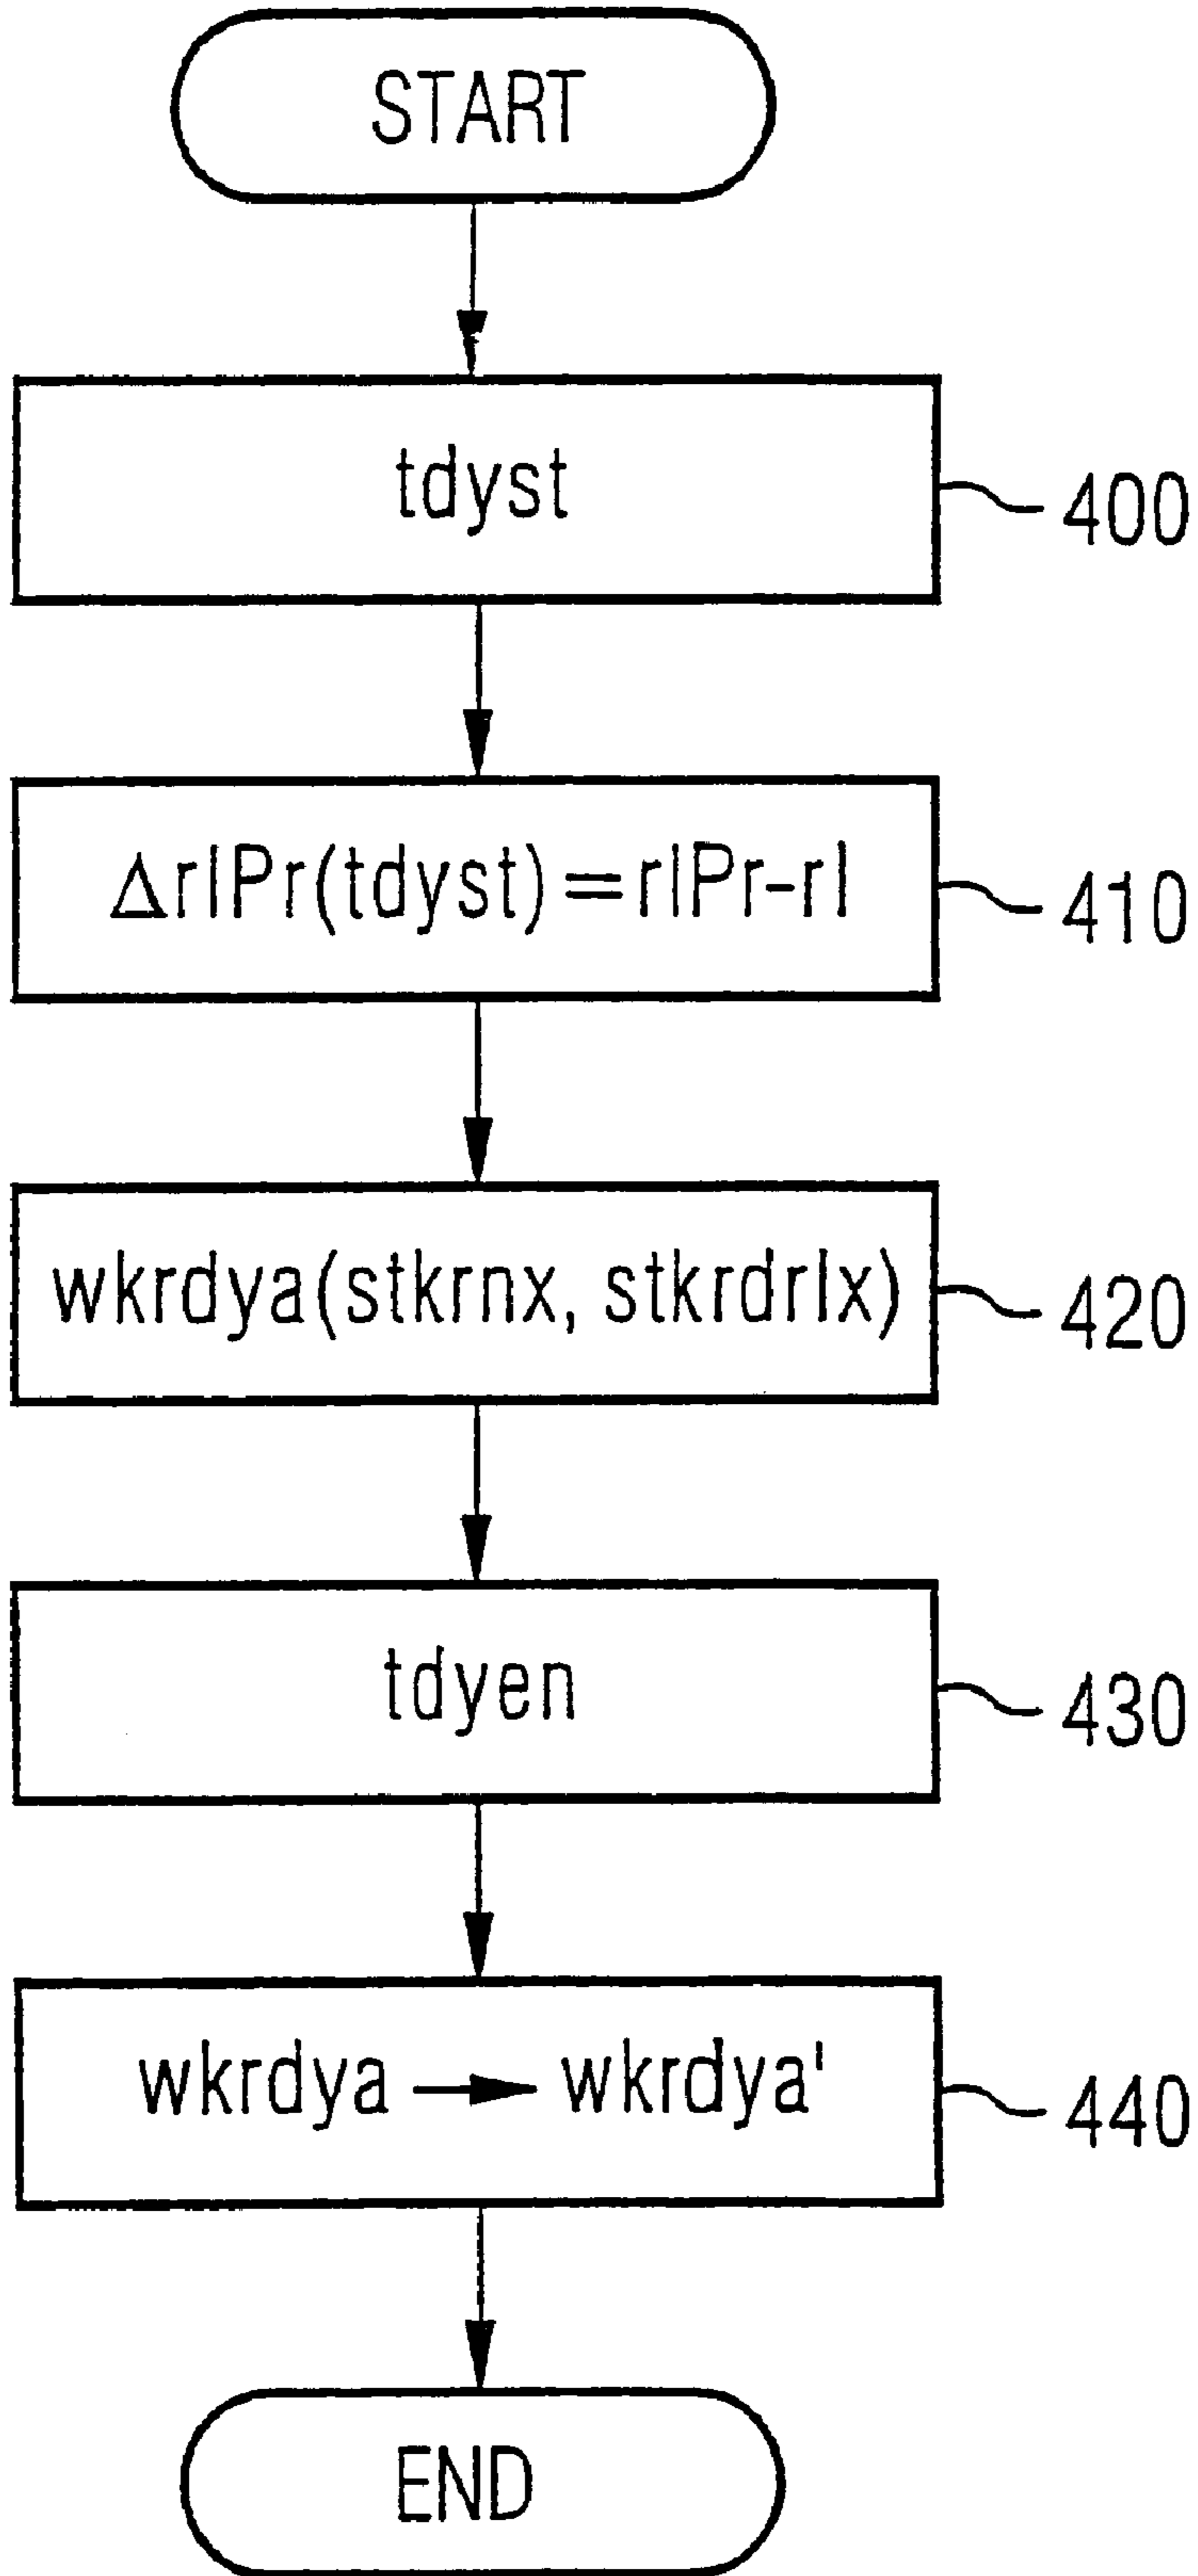 START
tdyst
400
ΔrlPr(tdyst)=rlPr-rl
410
wkrdya(stkrnx, stkrdrlx)
420
tdyen
430
wkrdya → wkrdya'
440
END